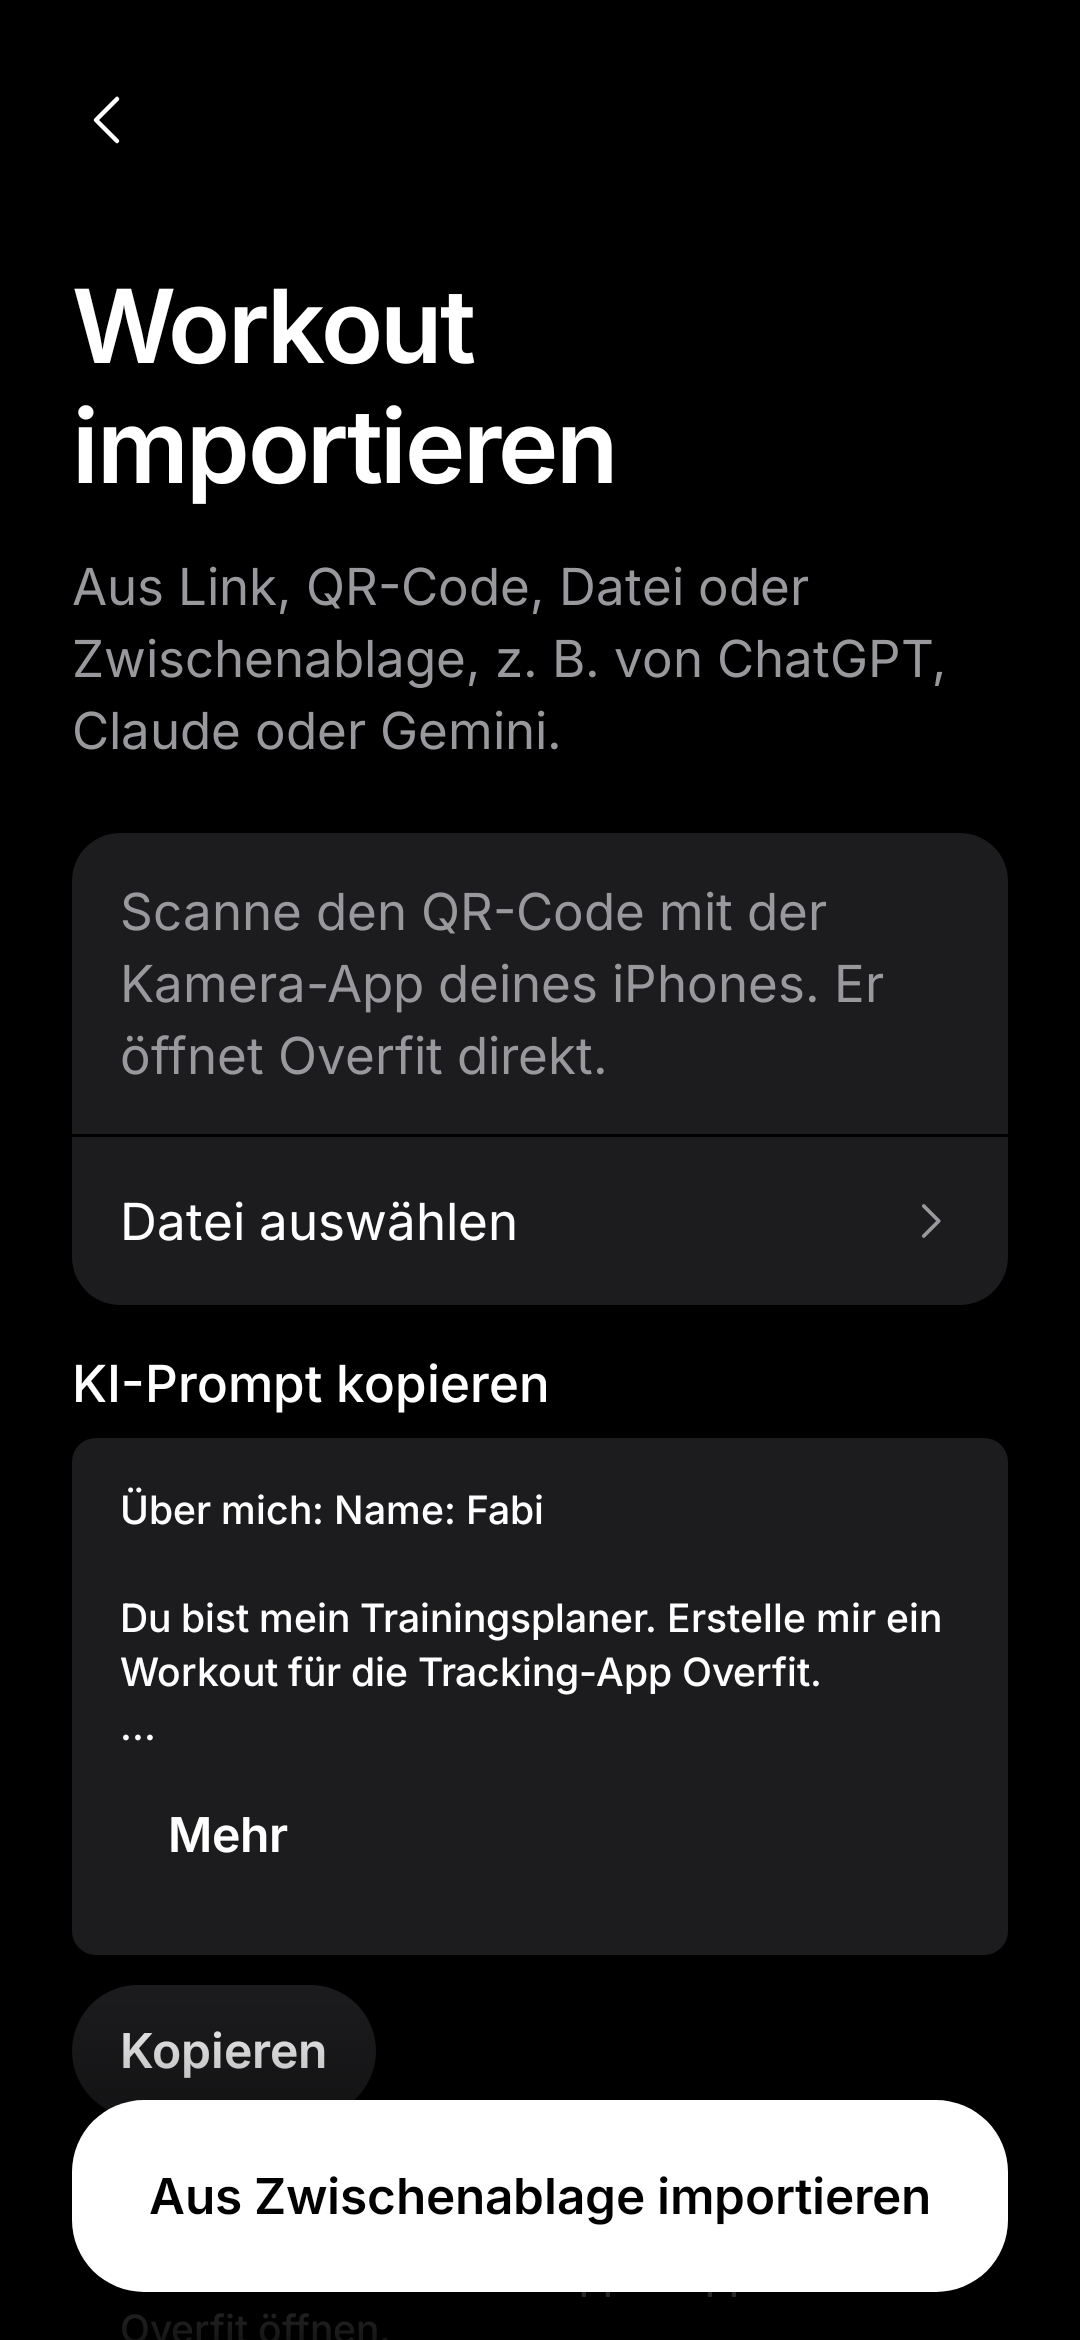 Workout
importieren
Aus Link, QR-Code, Datei oder
Zwischenablage, z. B. von ChatGPT,
Claude oder Gemini.
Scanne den QR-Code mit der
Kamera-App deines iPhones. Er
öffnet Overfit direkt.
Datei auswählen
KI-Prompt kopieren
Über mich: Name: Fabi
Du bist mein Trainingsplaner. Erstelle mir ein
Workout für die Tracking-App Overfit.
...
Mehr
Kopieren
Aus Zwischenablage importieren
Overfit öffnen.